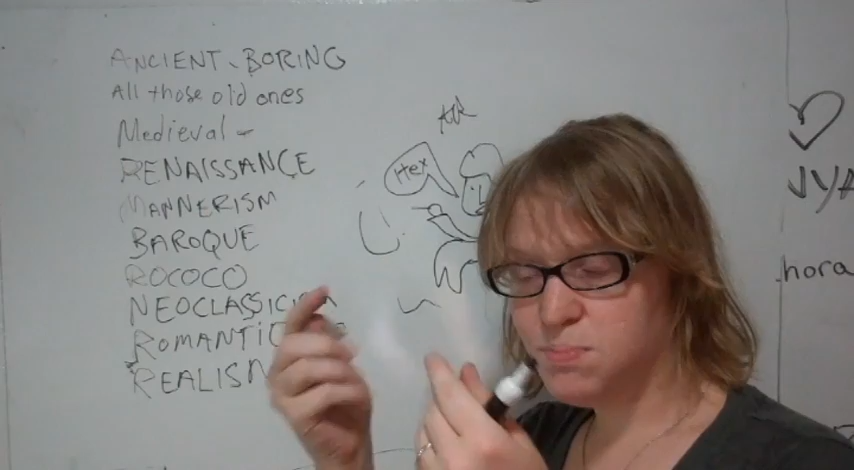 ANCIENT - BORING
All those old ones
Medieval -
RENAISSANCE
MANNERISM
BAROQUE
ROCOCO
NEOCLASSICISM
ROMANTIC
REALISM
Hex
hora